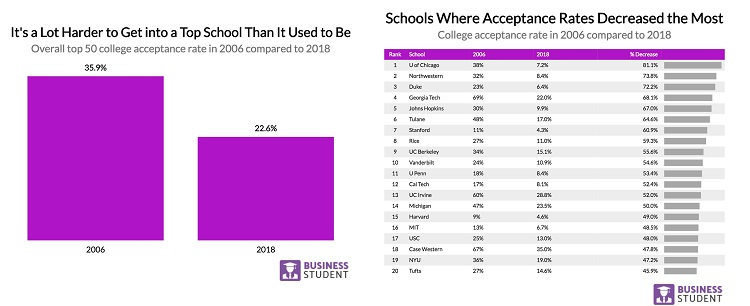 It's a Lot Harder to Get into a Top School Than It Used to Be
Overall top 50 college acceptance rate in 2006 compared to 2018
35.9%
22.6%
2006 2018
BUSINESS
STUDENT
Schools Where Acceptance Rates Decreased the Most
College acceptance rate in 2006 compared to 2018
Rank School 2006 2018 % Decrease
1 U of Chicago 38% 7.2% 81.1%
2 Northwestern 32% 8.4% 73.8%
3 Duke 23% 6.4% 72.2%
4 Georgia Tech 69% 22.0% 68.1%
5 Johns Hopkins 30% 9.9% 67.0%
6 Tulane 48% 17.0% 64.6%
7 Stanford 11% 4.3% 60.9%
8 Rice 27% 11.0% 59.3%
9 UC Berkeley 34% 15.1% 55.6%
10 Vanderbilt 24% 10.9% 54.6%
11 U Penn 18% 8.4% 53.4%
12 Cal Tech 17% 8.1% 52.4%
13 UC Irvine 60% 28.8% 52.0%
14 Michigan 47% 23.5% 50.0%
15 Harvard 9% 4.6% 49.0%
16 MIT 13% 6.7% 48.5%
17 USC 25% 13.0% 48.0%
18 Case Western 67% 35.0% 47.8%
19 NYU 36% 19.0% 47.2%
20 Tufts 27% 14.6% 45.9%
BUSINESS
STUDENT